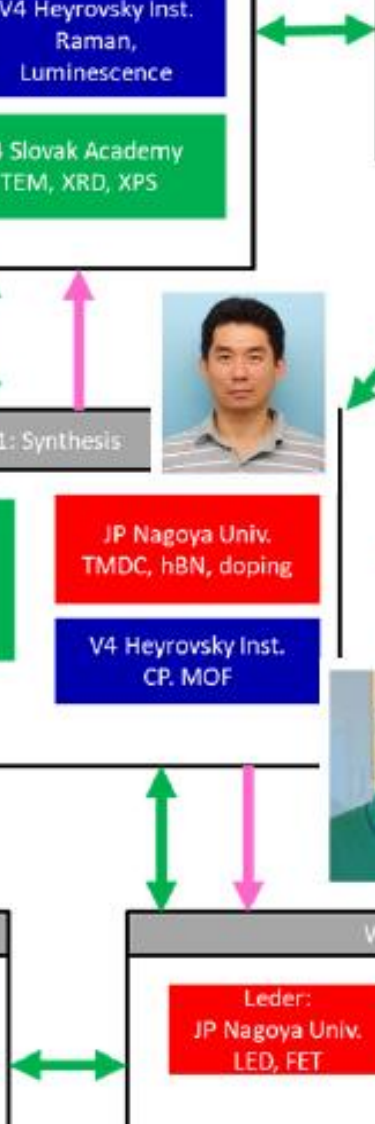 V4 Heyrovsky Inst.
Raman,
Luminescence
Slovak Academy
TEM, XRD, XPS
1: Synthesis
JP Nagoya Univ.
TMDC, hBN, doping
V4 Heyrovsky Inst.
CP. MOF
Leder:
JP Nagoya Univ.
LED, FET